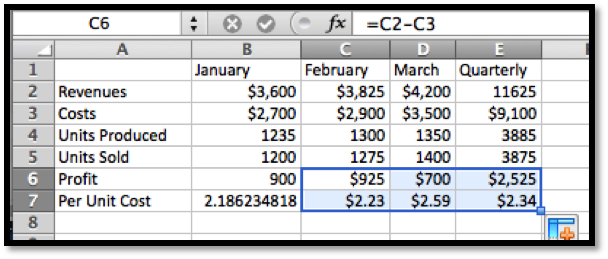 C6 fx =C2-C3
A B C D E
1 January February March Quarterly
2 Revenues $3,600 $3,825 $4,200 11625
3 Costs $2,700 $2,900 $3,500 $9,100
4 Units Produced 1235 1300 1350 3885
5 Units Sold 1200 1275 1400 3875
6 Profit 900 $925 $700 $2,525
7 Per Unit Cost 2.186234818 $2.23 $2.59 $2.34
8